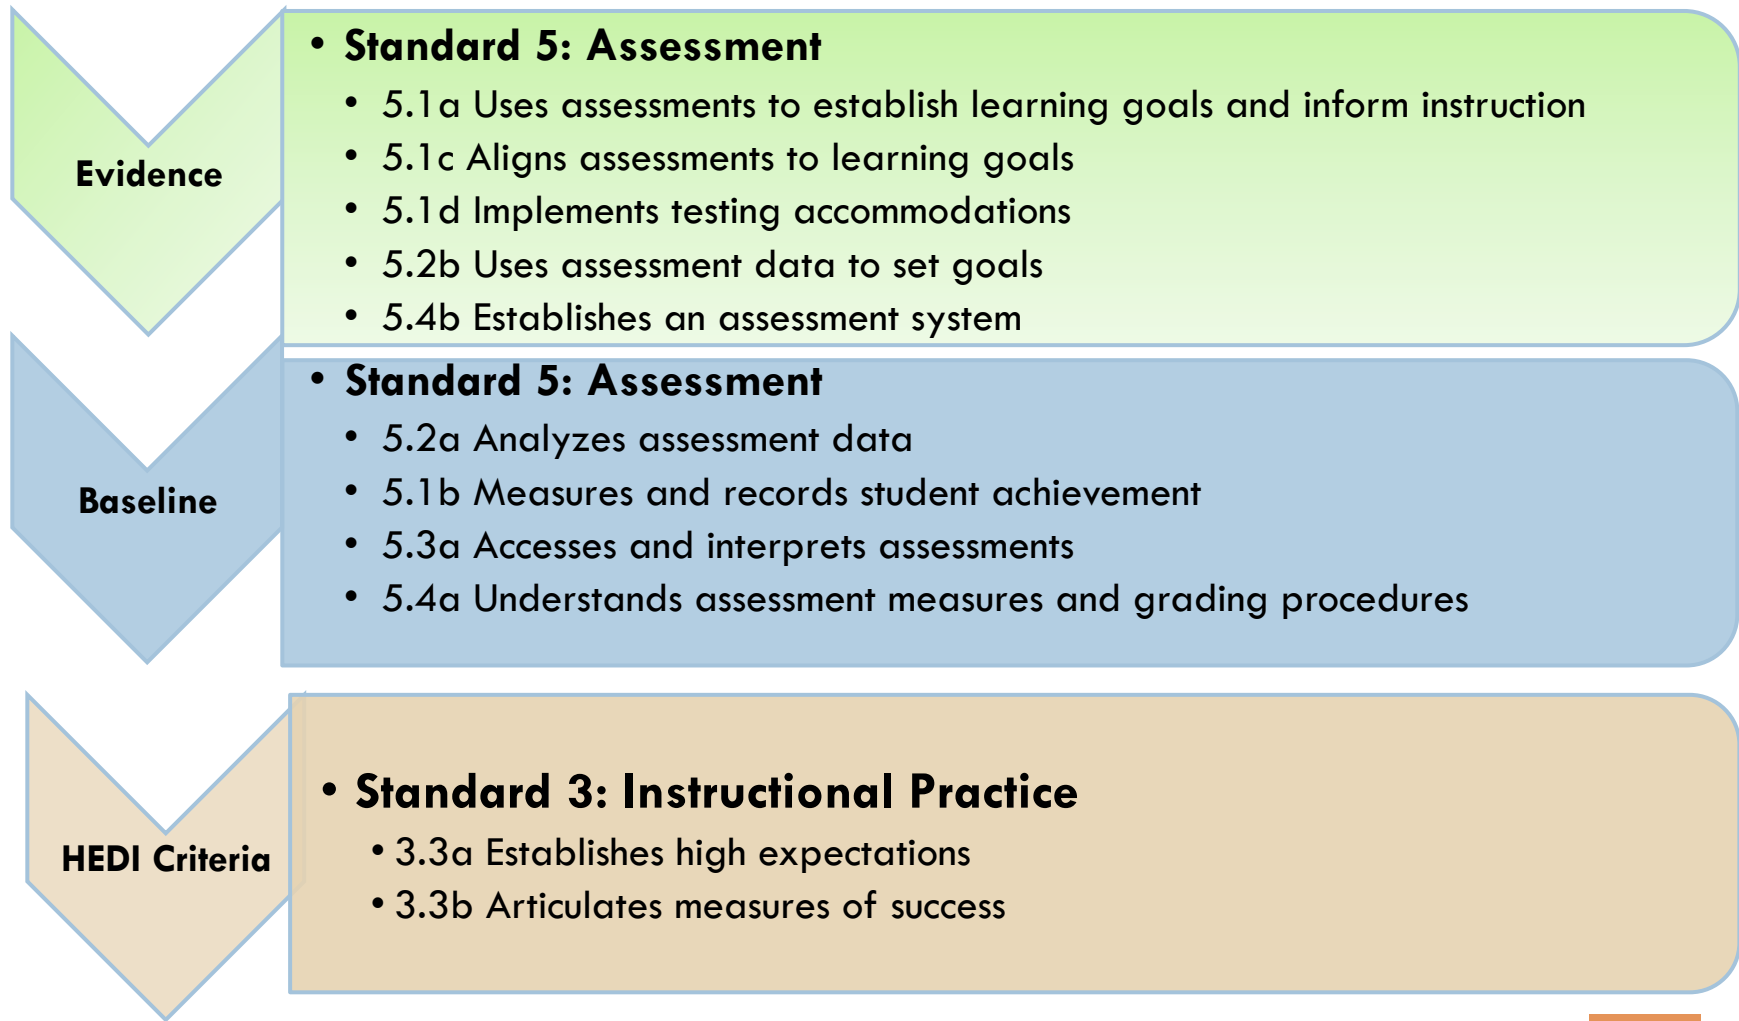 Evidence
• Standard 5: Assessment
• 5.1a Uses assessments to establish learning goals and inform instruction
• 5.1c Aligns assessments to learning goals
• 5.1d Implements testing accommodations
• 5.2b Uses assessment data to set goals
• 5.4b Establishes an assessment system
Baseline
• Standard 5: Assessment
• 5.2a Analyzes assessment data
• 5.1b Measures and records student achievement
• 5.3a Accesses and interprets assessments
• 5.4a Understands assessment measures and grading procedures
HEDI Criteria
• Standard 3: Instructional Practice
• 3.3a Establishes high expectations
• 3.3b Articulates measures of success